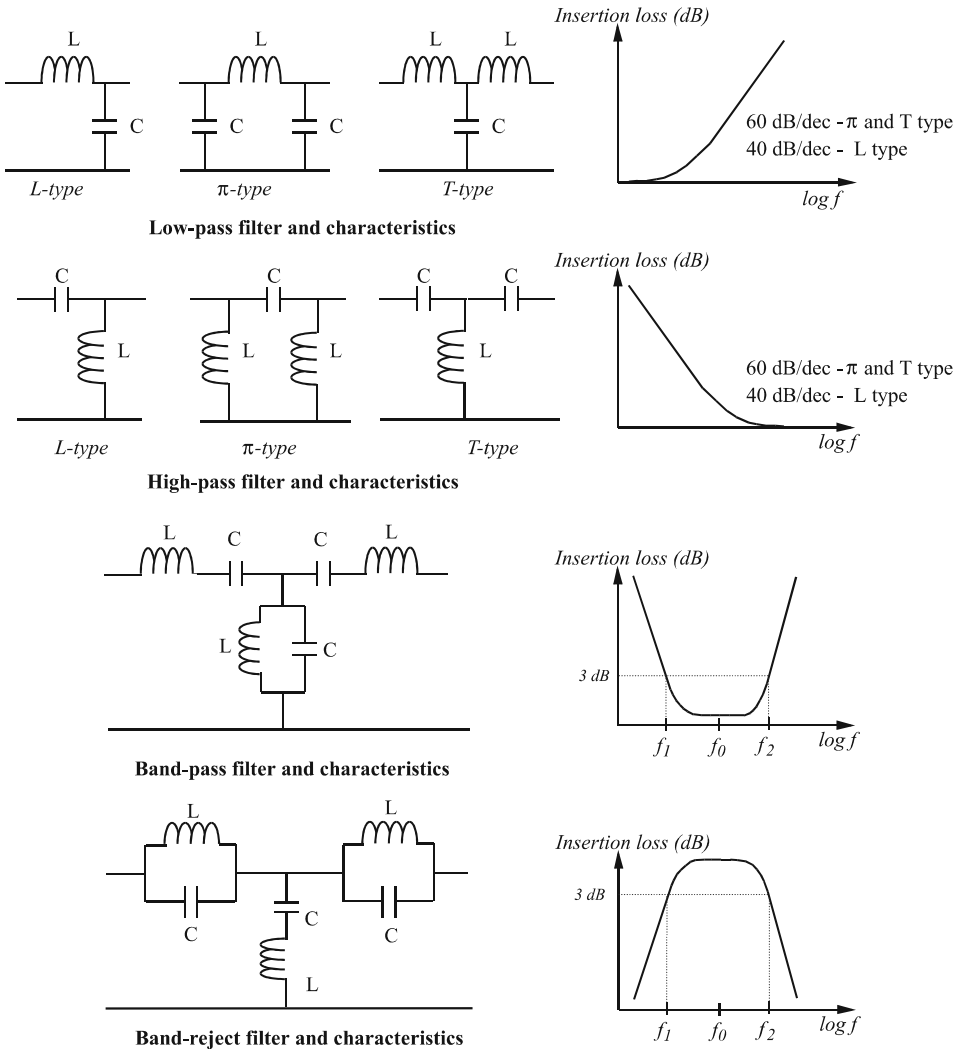 L L L L
C C C C
L-type π-type T-type
Low-pass filter and characteristics
Insertion loss (dB)
60 dB/dec -π and T type
40 dB/dec - L type
log f
C C C C
L L L L
L-type π-type T-type
High-pass filter and characteristics
Insertion loss (dB)
60 dB/dec -π and T type
40 dB/dec - L type
log f
L C C L
L C
Band-pass filter and characteristics
Insertion loss (dB)
3 dB
f1 f0 f2 log f
L L
C C C
L
Band-reject filter and characteristics
Insertion loss (dB)
3 dB
f1 f0 f2 log f